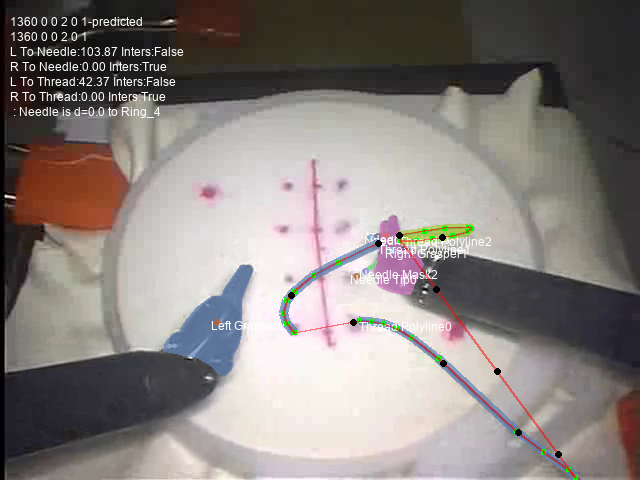 1360 0 0 2 0 1-predicted
1360 0 0 2 0 1
L To Needle:103.87 Inters:False
R To Needle:0.00 Inters:True
L To Thread:42.37 Inters:False
R To Thread:0.00 Inters:True
: Needle is d=0.0 to Ring_4
Thread Polyline2
Right Grasper
Needle Mask2
Needle Tip0
Left Grasper
Thread Polyline0